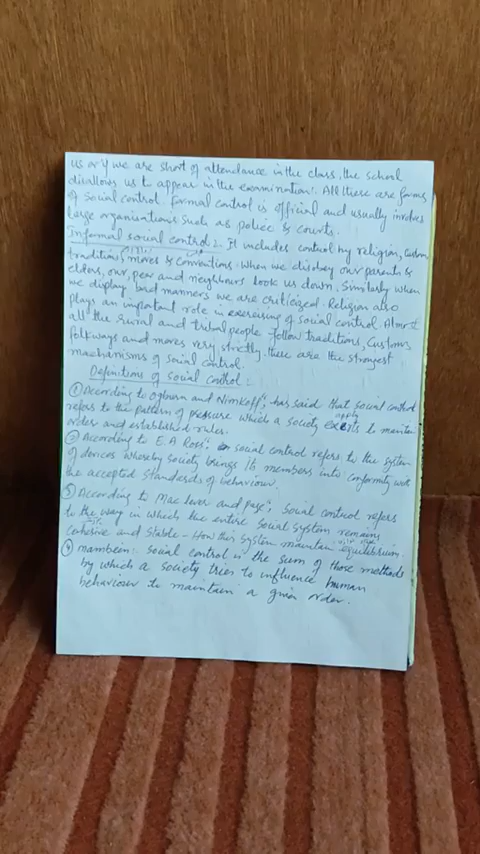 us or if we are short of attendance in the class, the school
disallows us to appear in the examination. All these are forms
of social control. Formal control is official and usually involves
large organisations such as police & courts.
Informal social control :. It includes control by religion, Custom
traditions, mores & conventions. When we disobey our parents &
elders, our, peer and neighbours look us down. Similarly when
we display bad manners we are criticized. Religion also
plays an important role in exercising of social control. Almost
all the rural and tribal people follow traditions, Customs,
folkways and mores very strictly. these are the strongest
mechanisms of social control.
Definitions of social control :
① According to Ogburn and Nimkoff; has said that social control
refers to the pattern of pressure which a society exerts to maintain
order and established rules.
② According to E.A Ross; social control refers to the system
of devices whereby society brings its members into conformity with
the accepted standards of behaviour.
③ According to Mac Iver and page; Social control refers
to the way in which the entire Social System remains
cohesive and Stable - How this System maintain equilibrium.
④ mannheim: social control is the sum of those methods
by which a society tries to influence human
behaviour to maintain a given order.